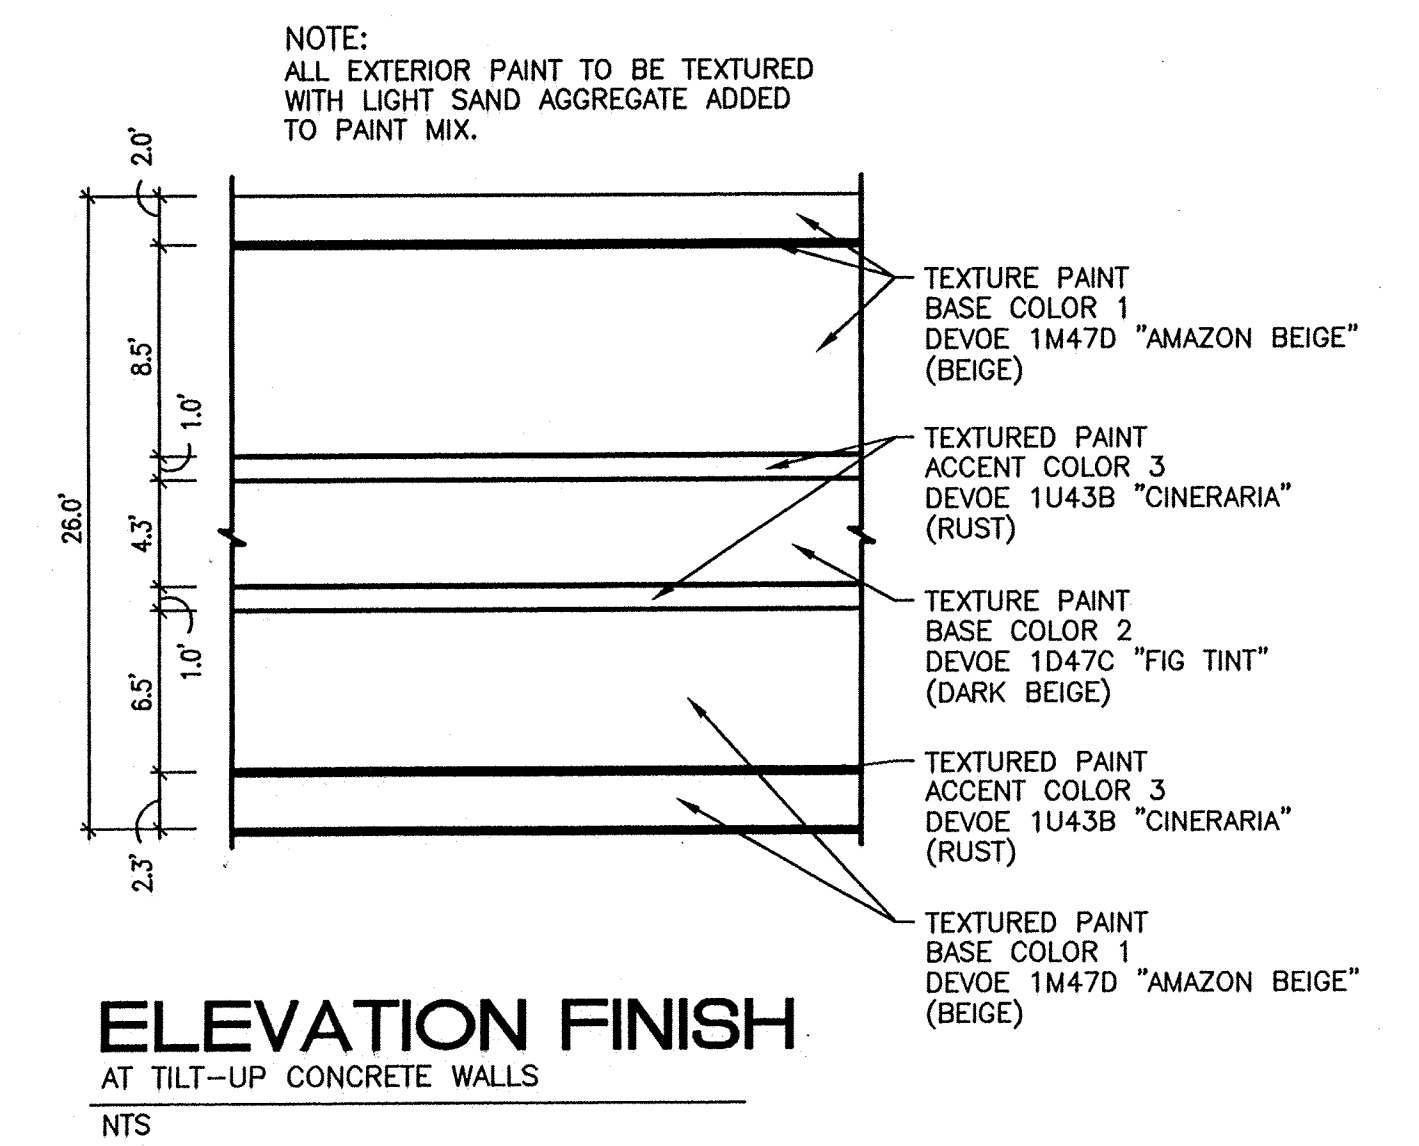 NOTE:
ALL EXTERIOR PAINT TO BE TEXTURED
WITH LIGHT SAND AGGREGATE ADDED
TO PAINT MIX.
2.0'
8.5'
1.0'
26.0'
4.3'
1.0'
6.5'
2.3'
TEXTURE PAINT
BASE COLOR 1
DEVOE 1M47D "AMAZON BEIGE"
(BEIGE)
TEXTURED PAINT
ACCENT COLOR 3
DEVOE 1U43B "CINERARIA"
(RUST)
TEXTURE PAINT
BASE COLOR 2
DEVOE 1D47C "FIG TINT"
(DARK BEIGE)
TEXTURED PAINT
ACCENT COLOR 3
DEVOE 1U43B "CINERARIA"
(RUST)
TEXTURED PAINT
BASE COLOR 1
DEVOE 1M47D "AMAZON BEIGE"
(BEIGE)
ELEVATION FINISH
AT TILT-UP CONCRETE WALLS
NTS